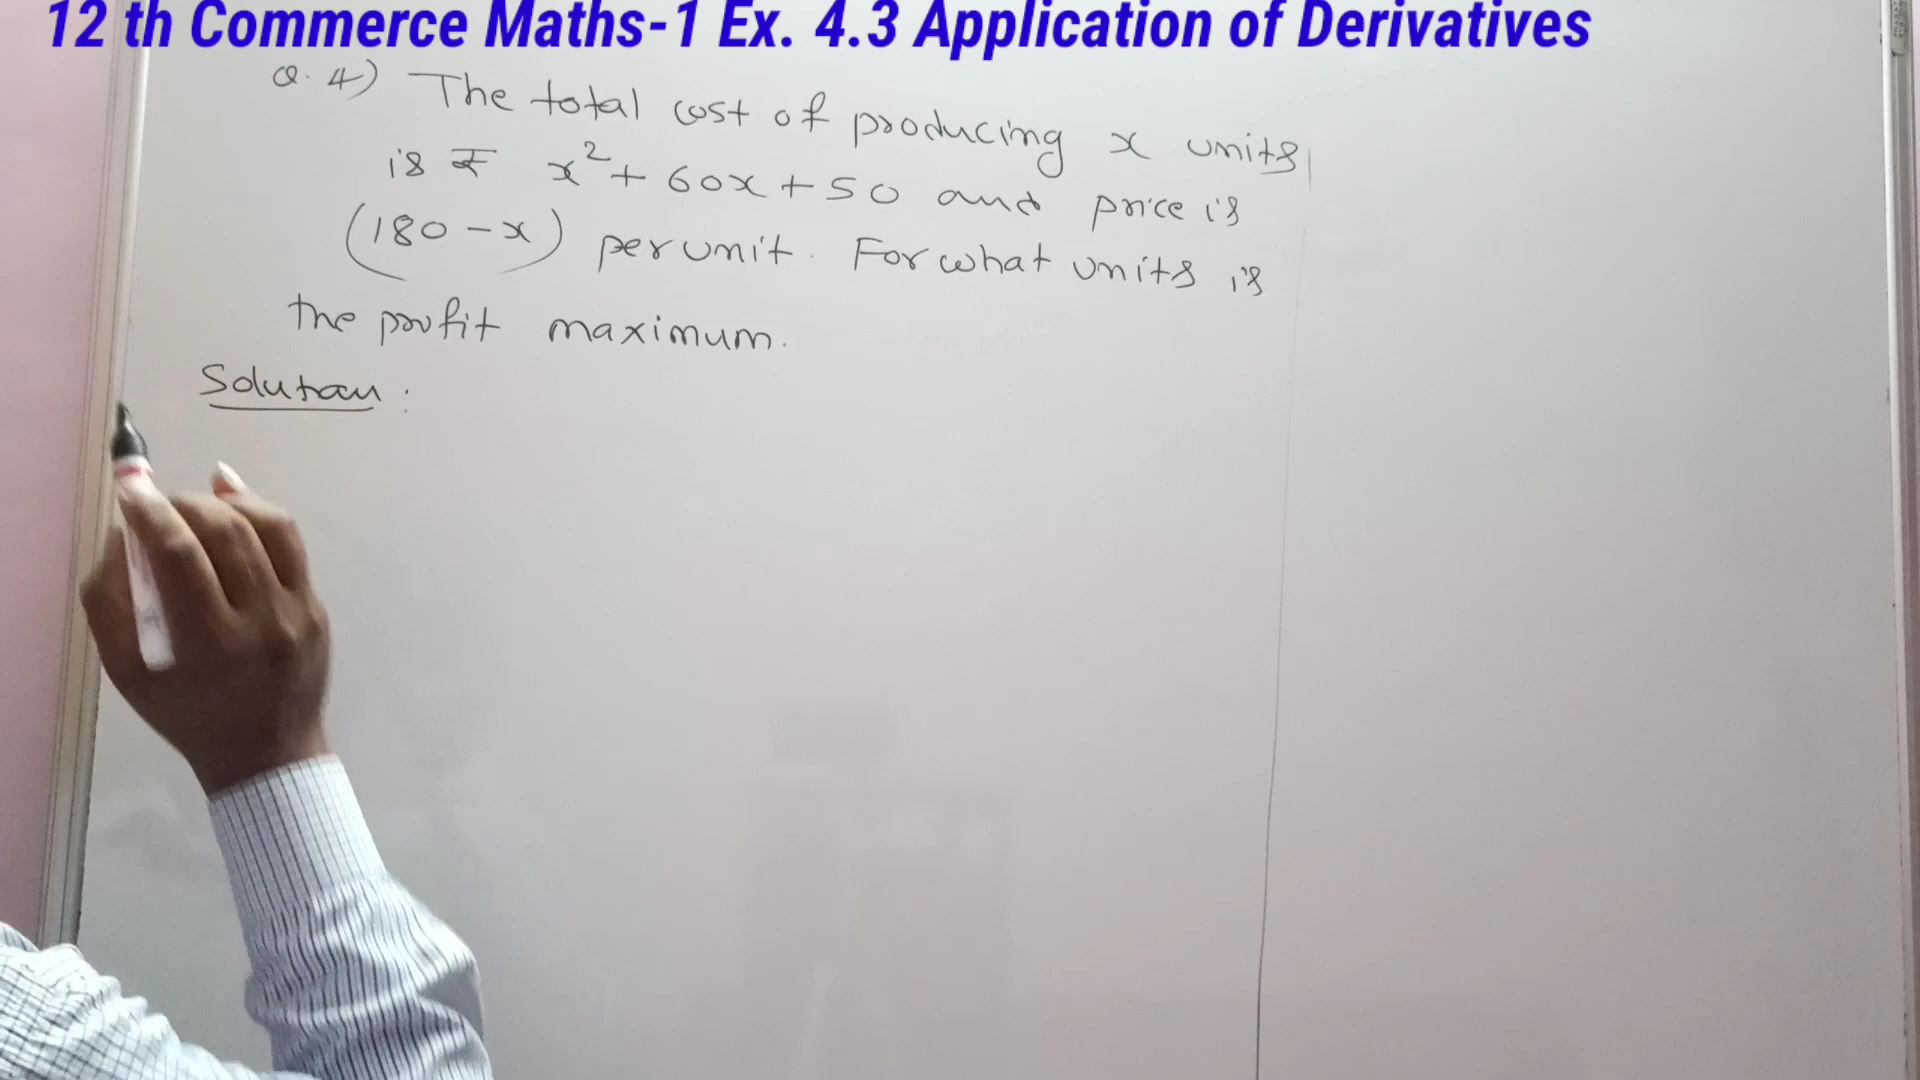 12 th Commerce Maths-1 Ex. 4.3 Application of Derivatives
Q. 4) The total cost of producing x units
is ₹ x²+60x+50 and price is
(180-x) per unit. For what units is
the profit maximum.
Solution :